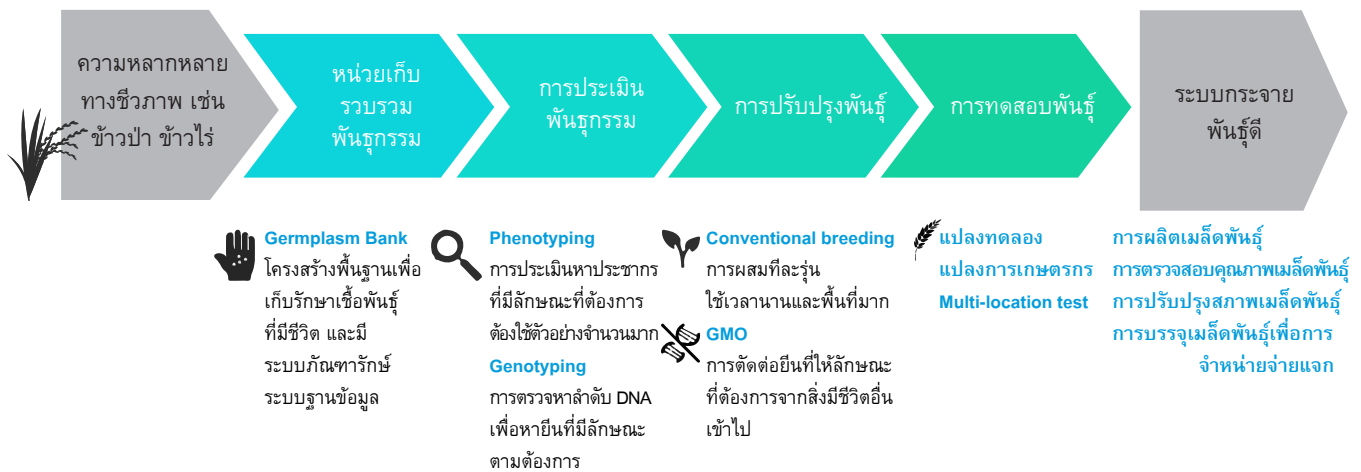 ความหลากหลาย
ทางชีวภาพ เช่น
ข้าวป่า ข้าวไร่
หน่วยเก็บ
รวบรวม
พันธุกรรม
การประเมิน
พันธุกรรม
การปรับปรุงพันธุ์
การทดสอบพันธุ์
ระบบกระจาย
พันธุ์ดี
Germplasm Bank
โครงสร้างพื้นฐานเพื่อ
เก็บรักษาเชื้อพันธุ์
ที่มีชีวิต และมี
ระบบภัณฑารักษ์
ระบบฐานข้อมูล
Phenotyping
การประเมินหาประชากร
ที่มีลักษณะที่ต้องการ
ต้องใช้ตัวอย่างจำนวนมาก
Genotyping
การตรวจหาลำดับ DNA
เพื่อหายีนที่มีลักษณะ
ตามต้องการ
Conventional breeding
การผสมทีละรุ่น
ใช้เวลานานและพื้นที่มาก
GMO
การตัดต่อยีนที่ให้ลักษณะ
ที่ต้องการจากสิ่งมีชีวิตอื่น
เข้าไป
แปลงทดลอง
แปลงการเกษตรกร
Multi-location test
การผลิตเมล็ดพันธุ์
การตรวจสอบคุณภาพเมล็ดพันธุ์
การปรับปรุงสภาพเมล็ดพันธุ์
การบรรจุเมล็ดพันธุ์เพื่อการ
จำหน่ายจ่ายแจก